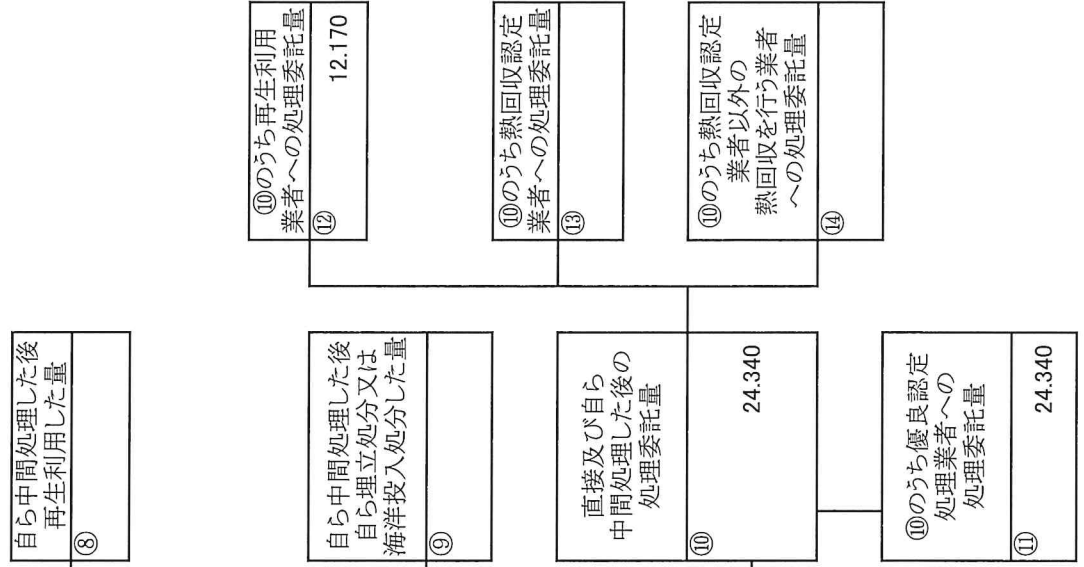 自ら中間処理した後
再生利用した量
⑧
自ら中間処理した後
自ら埋立処分又は
海洋投入処分した量
⑨
直接及び自ら
中間処理した後の
処理委託量
⑩
24.340
⑩のうち優良認定
処理業者への
処理委託量
⑪
24.340
⑩のうち再生利用
業者への処理委託量
⑫
12.170
⑩のうち熱回収認定
業者への処理委託量
⑬
⑩のうち熱回収認定
業者以外の
熱回収を行う業者
への処理委託量
⑭